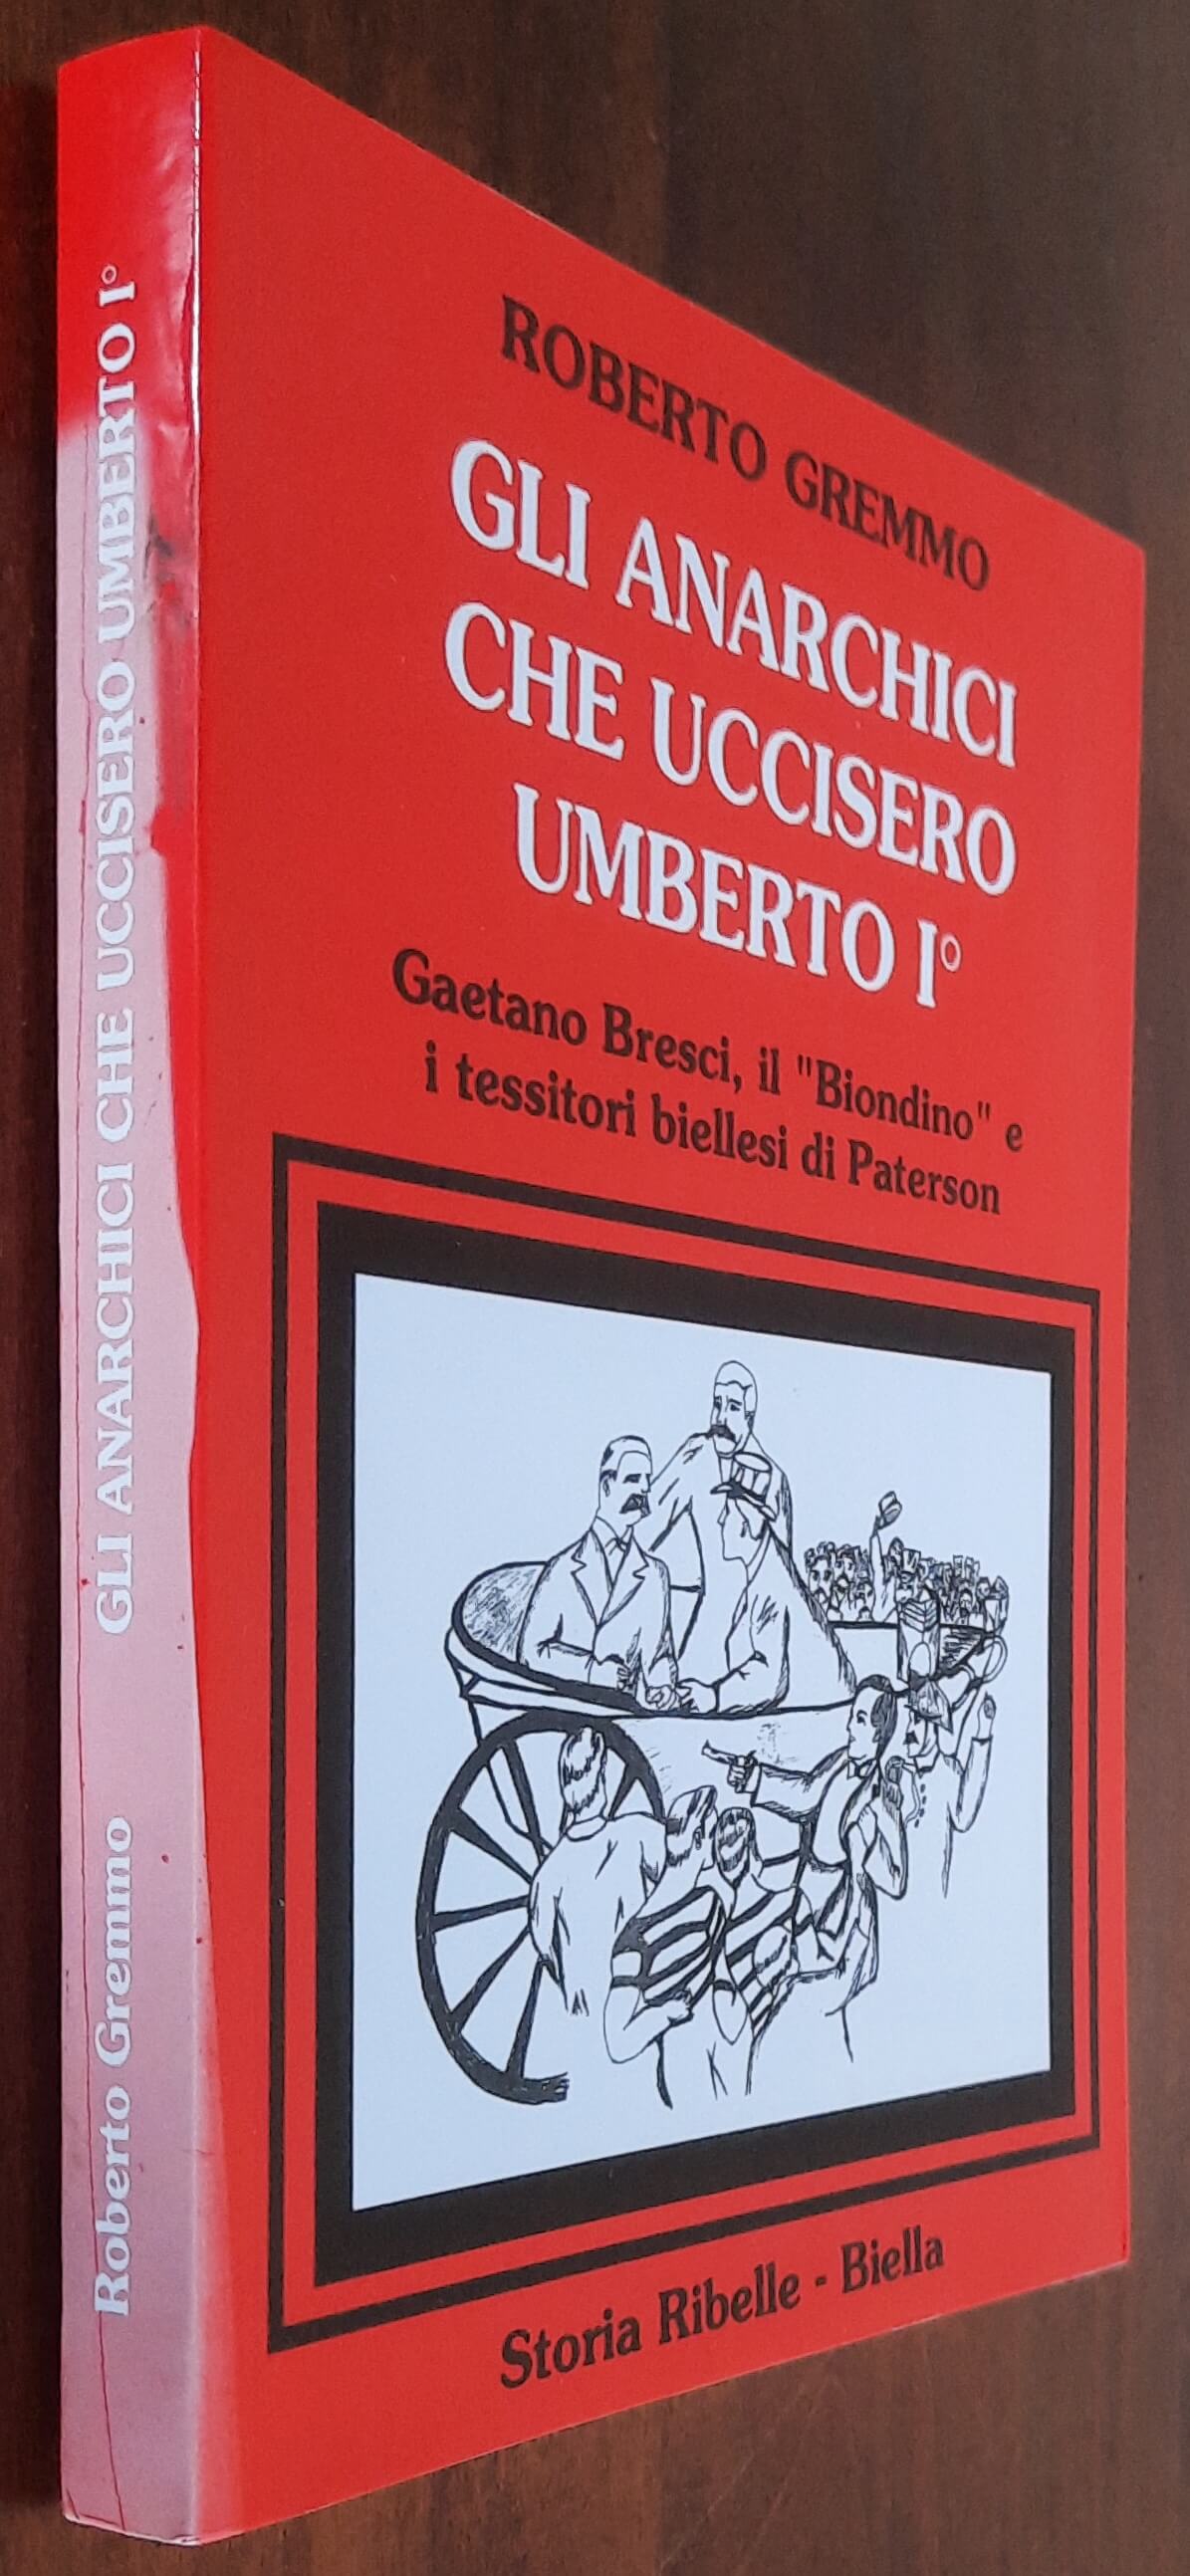 Roberto Gremmo GLI ANARCHICI CHE UCCISERO UMBERTO I°
ROBERTO GREMMO
GLI ANARCHICI
CHE UCCISERO
UMBERTO I°
Gaetano Bresci, il "Biondino" e
i tessitori biellesi di Paterson
Storia Ribelle - Biella